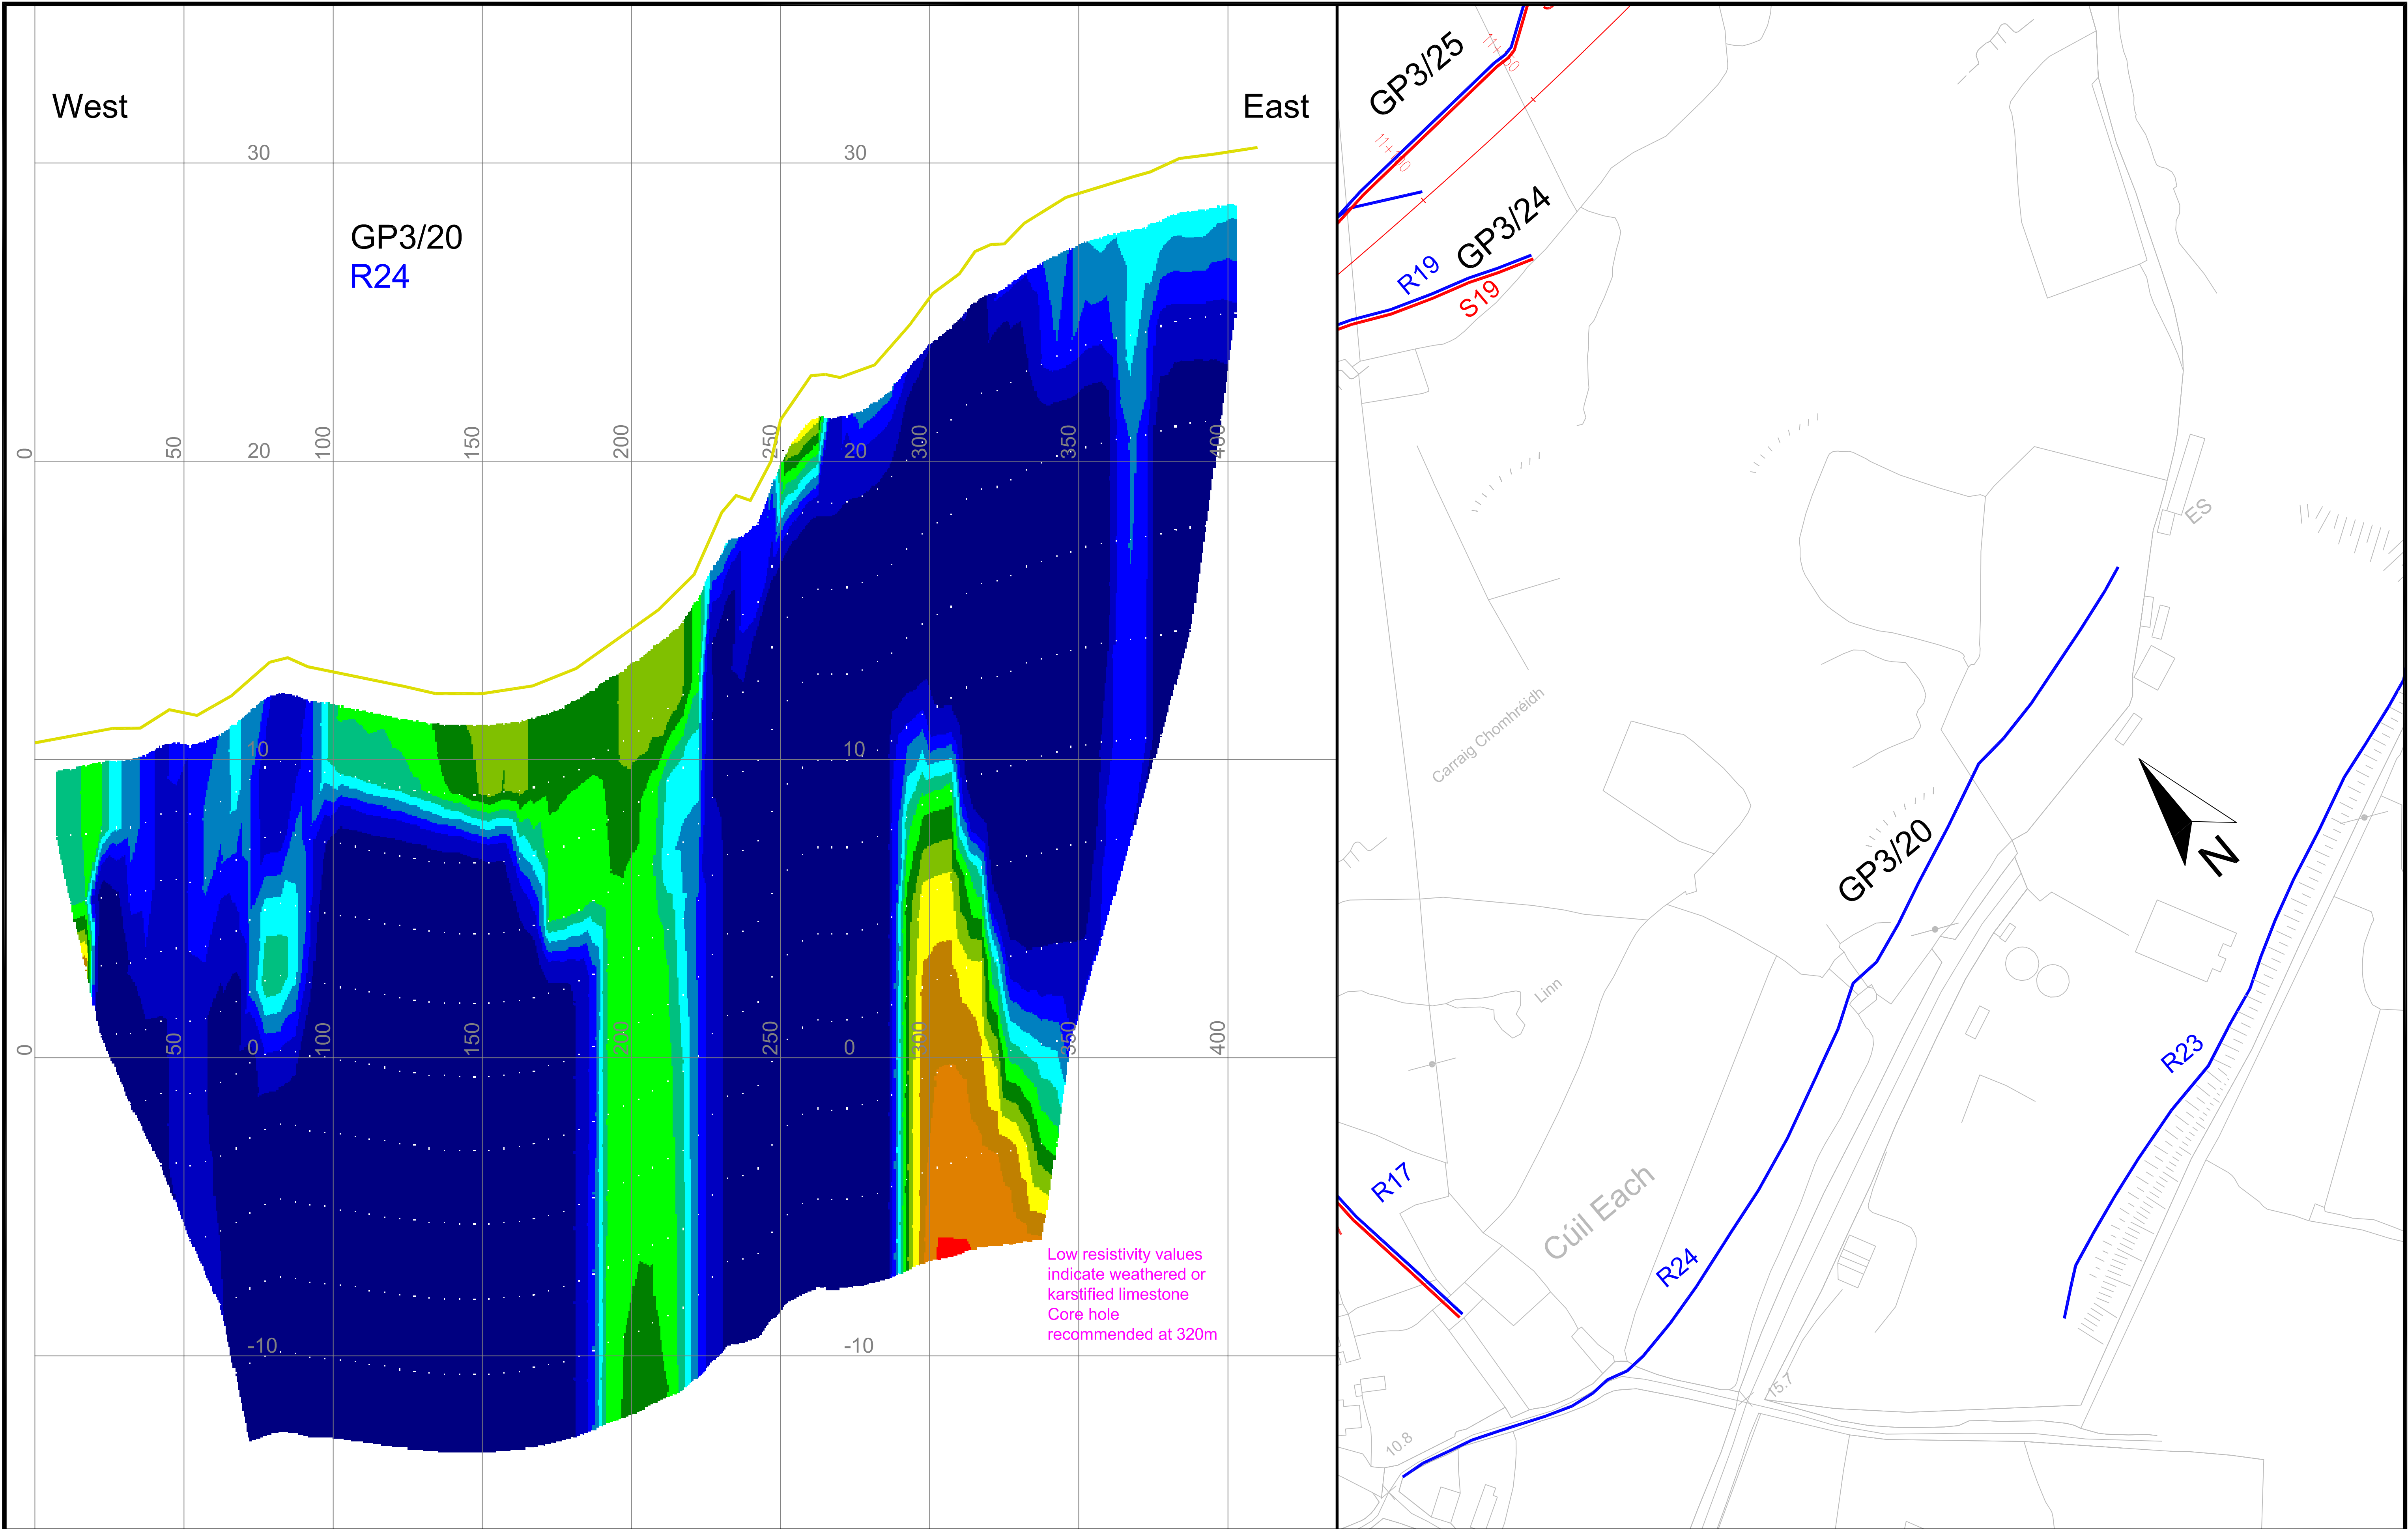 West
East
30
30
GP3/20
R24
0
50
20
100
150
200
250
20
300
350
400
10
10
0
50
0
100
150
200
250
0
300
350
400
-10
-10
Low resistivity values
indicate weathered or
karstified limestone
Core hole
recommended at 320m
GP3/25
GP3/24
R19
S19
ES
Carraig Chomhréidh
GP3/20
N
Linn
R23
R17
Cúil Each
R24
15.7
10.8